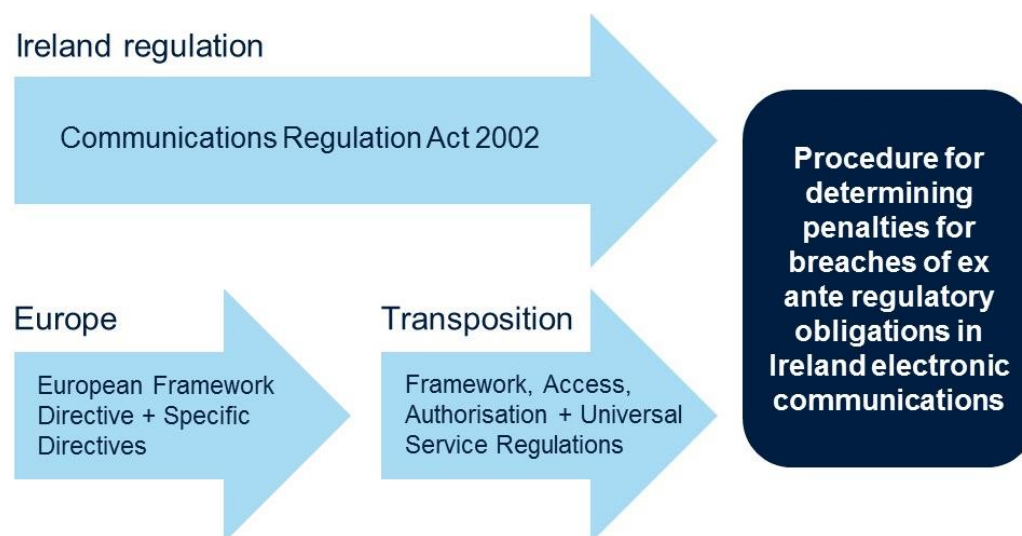 Ireland regulation
Communications Regulation Act 2002
Europe
European Framework
Directive + Specific
Directives
Transposition
Framework, Access,
Authorisation + Universal
Service Regulations
Procedure for
determining
penalties for
breaches of ex
ante regulatory
obligations in
Ireland electronic
communications